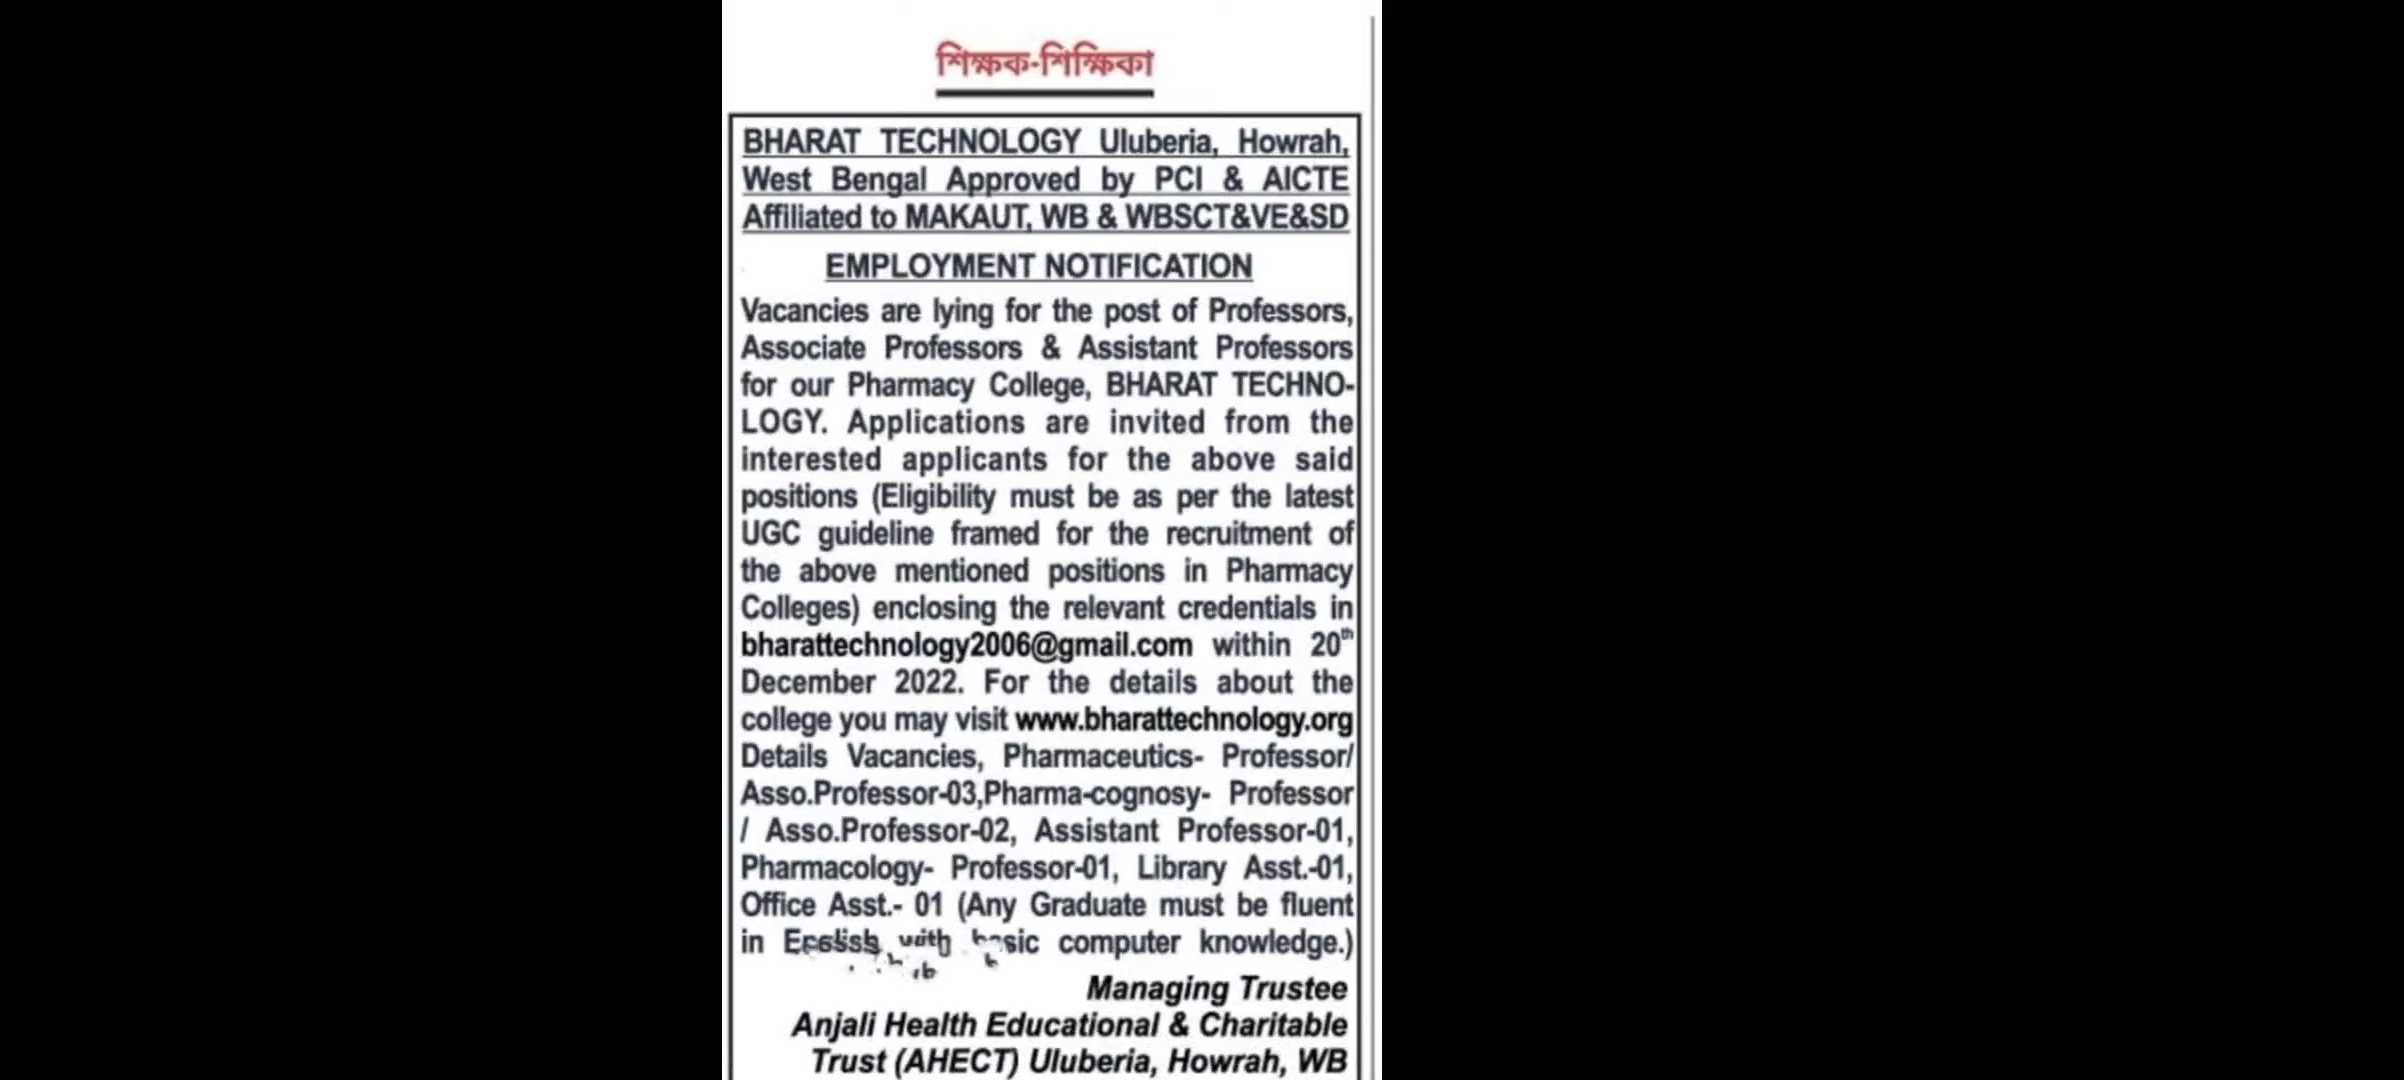 শিক্ষক-শিক্ষিকা
BHARAT TECHNOLOGY Uluberia, Howrah,
West Bengal Approved by PCI & AICTE
Affiliated to MAKAUT, WB & WBSCT&VE&SD
EMPLOYMENT NOTIFICATION
Vacancies are lying for the post of Professors,
Associate Professors & Assistant Professors
for our Pharmacy College, BHARAT TECHNO-
LOGY. Applications are invited from the
interested applicants for the above said
positions (Eligibility must be as per the latest
UGC guideline framed for the recruitment of
the above mentioned positions in Pharmacy
Colleges) enclosing the relevant credentials in
bharattechnology2006@gmail.com within 20th
December 2022. For the details about the
college you may visit www.bharattechnology.org
Details Vacancies, Pharmaceutics- Professor/
Asso.Professor-03,Pharma-cognosy- Professor
/ Asso.Professor-02, Assistant Professor-01,
Pharmacology- Professor-01, Library Asst.-01,
Office Asst.- 01 (Any Graduate must be fluent
in English with basic computer knowledge.)
Managing Trustee
Anjali Health Educational & Charitable
Trust (AHECT) Uluberia, Howrah, WB